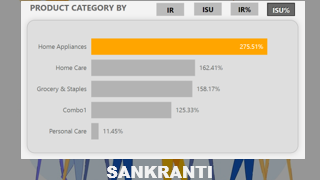 PRODUCT CATEGORY BY IR ISU IR% ISU%
Home Appliances 275.51%
Home Care 162.41%
Grocery & Staples 158.17%
Combo1 125.33%
Personal Care 11.45%
SANKRANTI